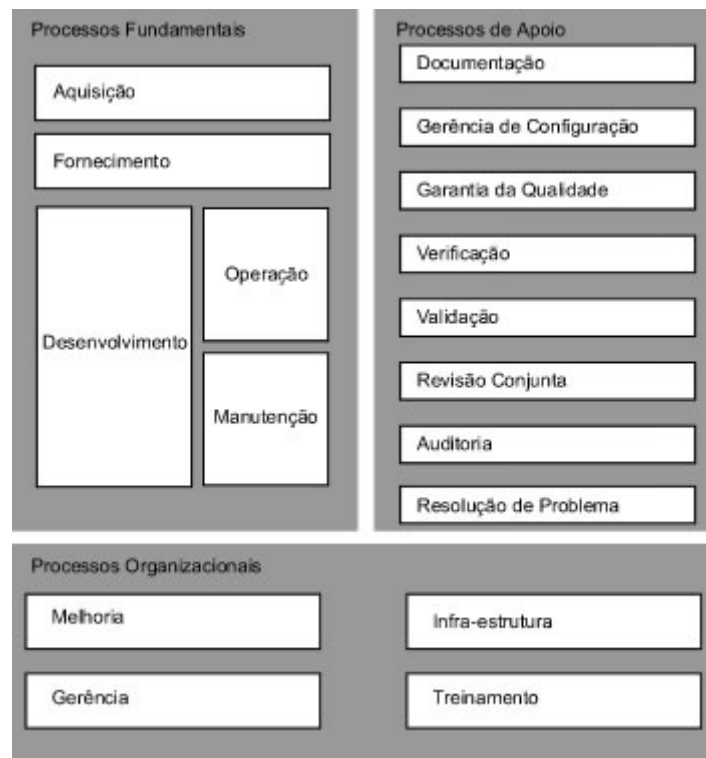 Processos Fundamentais
Aquisição
Fornecimento
Desenvolvimento
Operação
Manutenção
Processos de Apoio
Documentação
Gerência de Configuração
Garantia da Qualidade
Verificação
Validação
Revisão Conjunta
Auditoria
Resolução de Problema
Processos Organizacionais
Melhoria
Infra-estrutura
Gerência
Treinamento